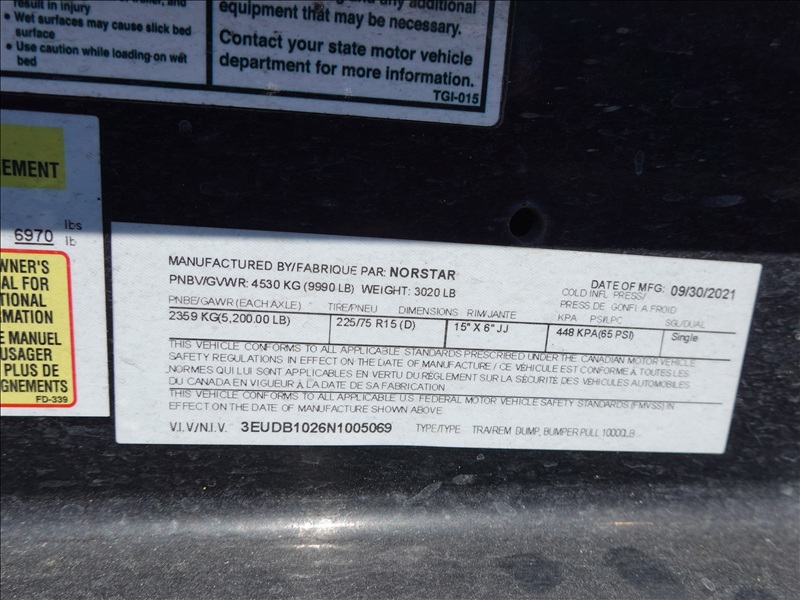 result in injury
• Wet surfaces may cause slick bed
surface
• Use caution while loading on wet
bed
any additional
equipment that may be necessary.
Contact your state motor vehicle
department for more information.
TGI-015
EMENT
6970 lbs
lb
WNER'S
AL FOR
TIONAL
RMATION
E MANUEL
USAGER
PLUS DE
IGNEMENTS
FD-339
MANUFACTURED BY/FABRIQUE PAR: NORSTAR
DATE OF MFG: 09/30/2021
PNBV/GVWR: 4530 KG (9990 LB) WEIGHT: 3020 LB
COLD INFL PRESS/
PRESS DE GONFL A FROID
PNBE/GAWR (EACH AXLE) TIRE/PNEU DIMENSIONS RIM/JANTE KPA PSI/LPC SGL/DUAL
2359 KG(5,200.00 LB) 225/75 R15 (D) 15" X 6" JJ 448 KPA(65 PSI) Single
THIS VEHICLE CONFORMS TO ALL APPLICABLE STANDARDS PRESCRIBED UNDER THE CANADIAN MOTOR VEHICLE
SAFETY REGULATIONS IN EFFECT ON THE DATE OF MANUFACTURE / CE VÉHICULE EST CONFORME À TOUTES LES
NORMES QUI LUI SONT APPLICABLES EN VERTU DU RÈGLEMENT SUR LA SÉCURITÉ DES VÉHICULES AUTOMOBILES
DU CANADA EN VIGUEUR À LA DATE DE SA FABRICATION
THIS VEHICLE CONFORMS TO ALL APPLICABLE U.S. FEDERAL MOTOR VEHICLE SAFETY STANDARDS (FMVSS) IN
EFFECT ON THE DATE OF MANUFACTURE SHOWN ABOVE
V.I.V/N.I.V. 3EUDB1026N1005069 TYPE/TYPE TRA/REM DUMP, BUMPER PULL 10000LB